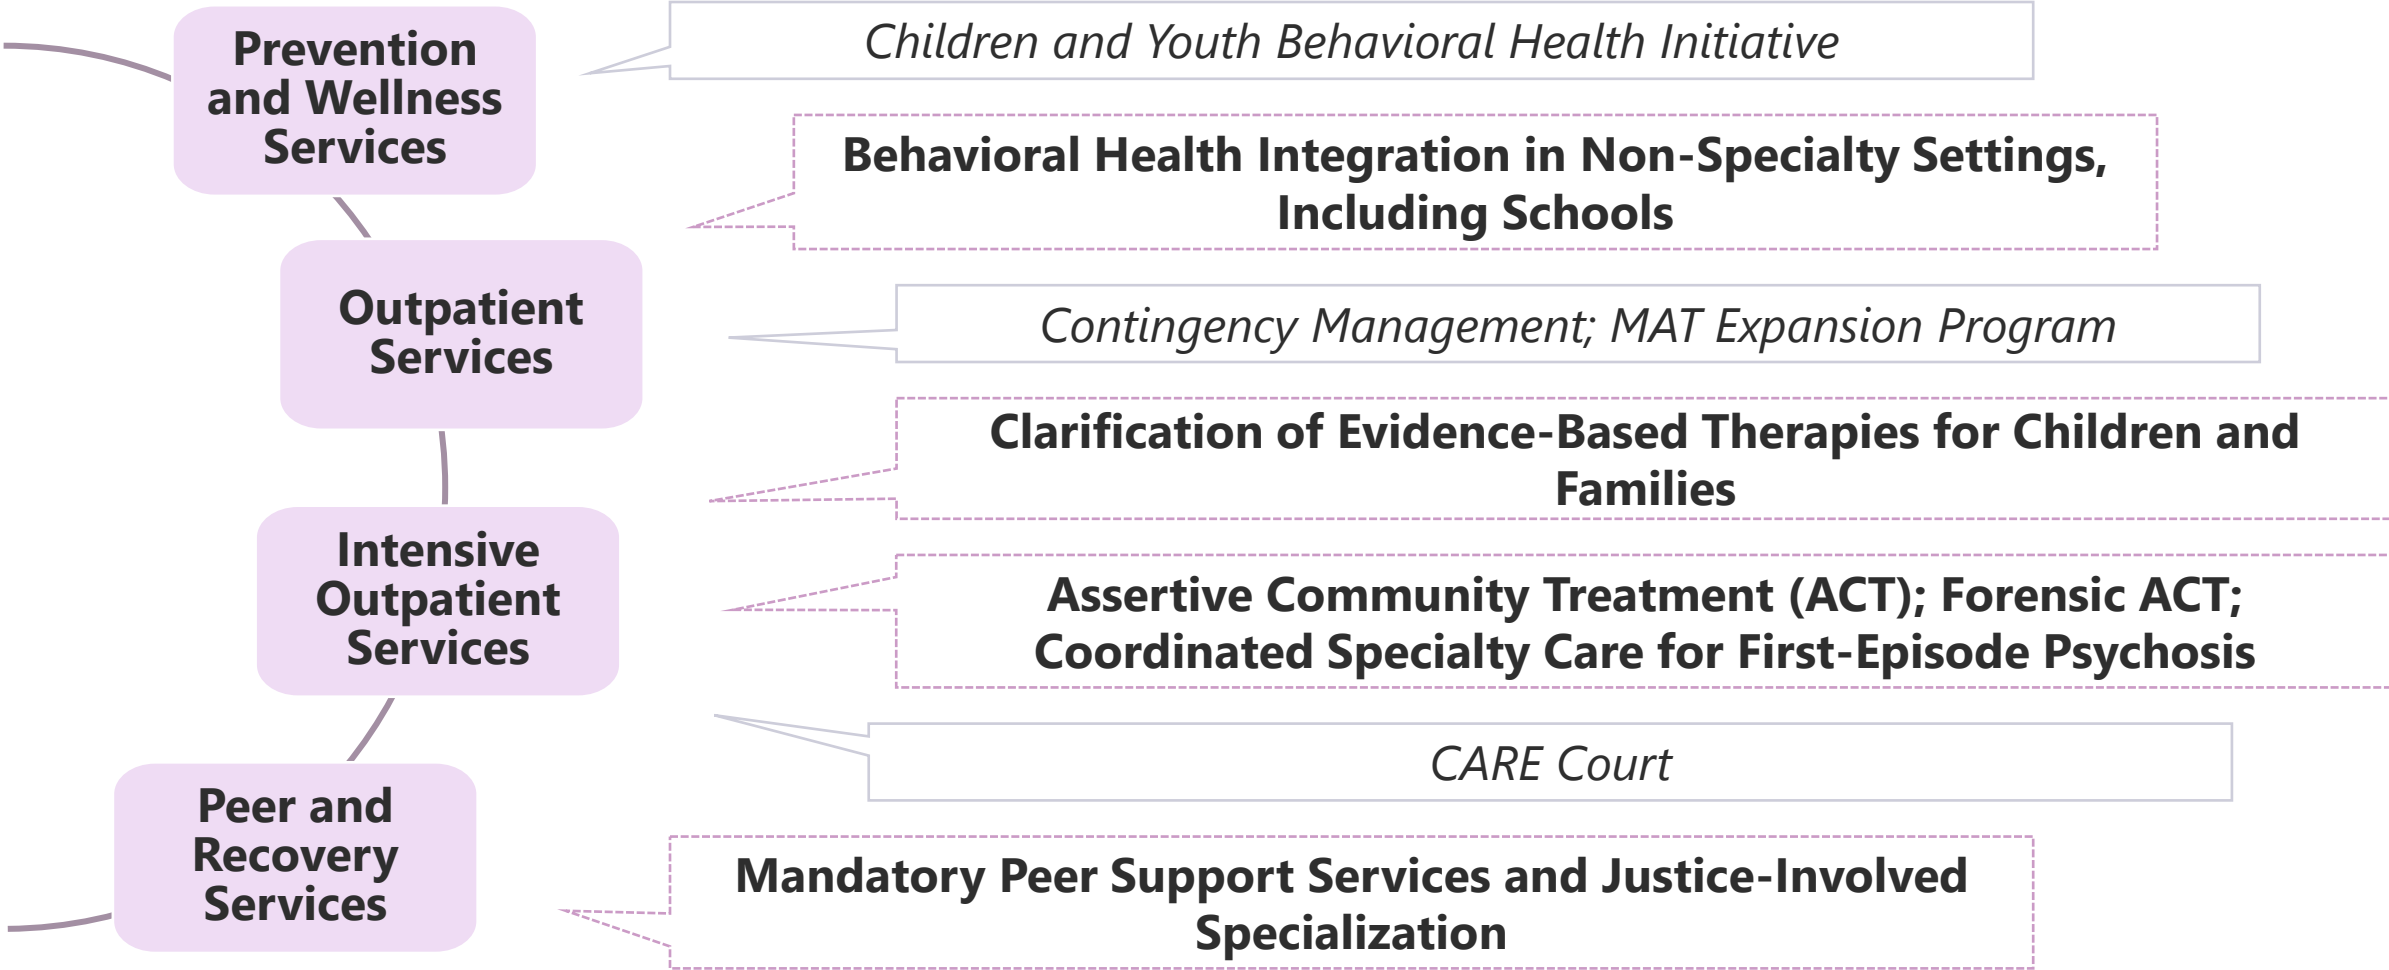 Prevention
and Wellness
Services
Children and Youth Behavioral Health Initiative
Behavioral Health Integration in Non-Specialty Settings,
Including Schools
Outpatient
Services
Contingency Management; MAT Expansion Program
Clarification of Evidence-Based Therapies for Children and
Families
Intensive
Outpatient
Services
Assertive Community Treatment (ACT); Forensic ACT;
Coordinated Specialty Care for First-Episode Psychosis
CARE Court
Peer and
Recovery
Services
Mandatory Peer Support Services and Justice-Involved
Specialization